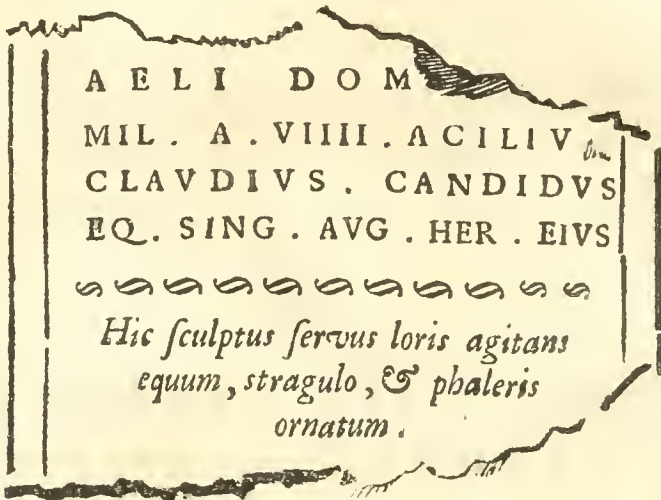 AELI DOM
MIL . A . VIIII . ACILIV
CLAVDIVS . CANDIDVS
EQ . SING . AVG . HER . EIVS
Hic ſculptus ſervus loris agitans
equum, stragulo, & phaleris
ornatum .